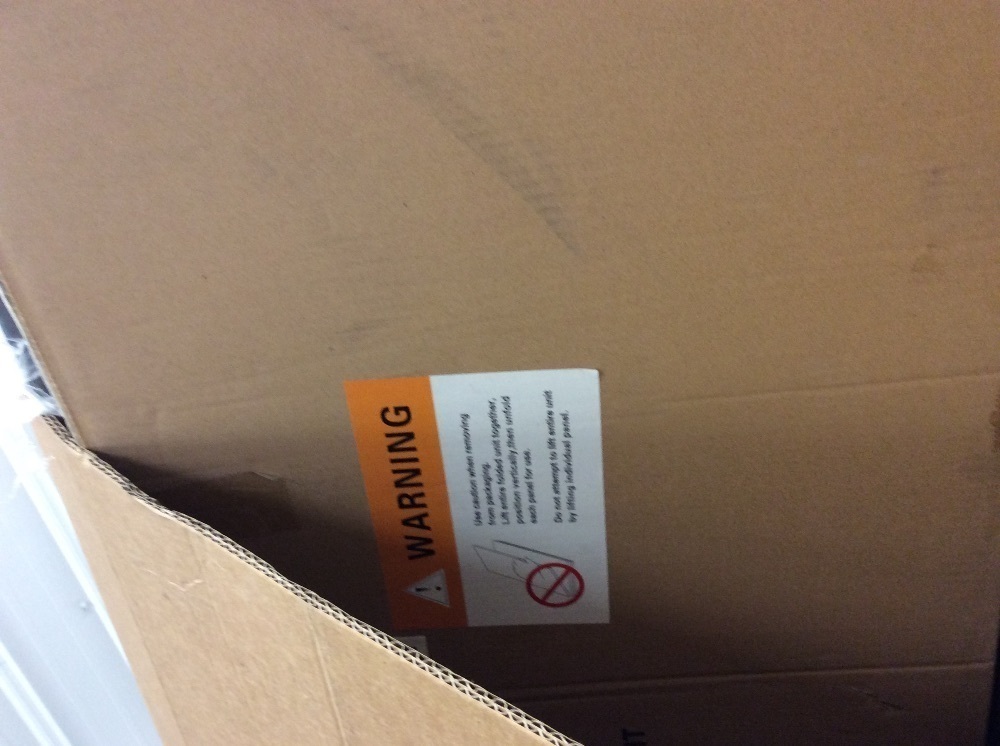 WARNING
Use caution when removing
from packaging.
Lift entire folded unit together,
position vertically,then unfold
each panel for use.
Do not attempt to lift entire unit
by lifting individual panel.